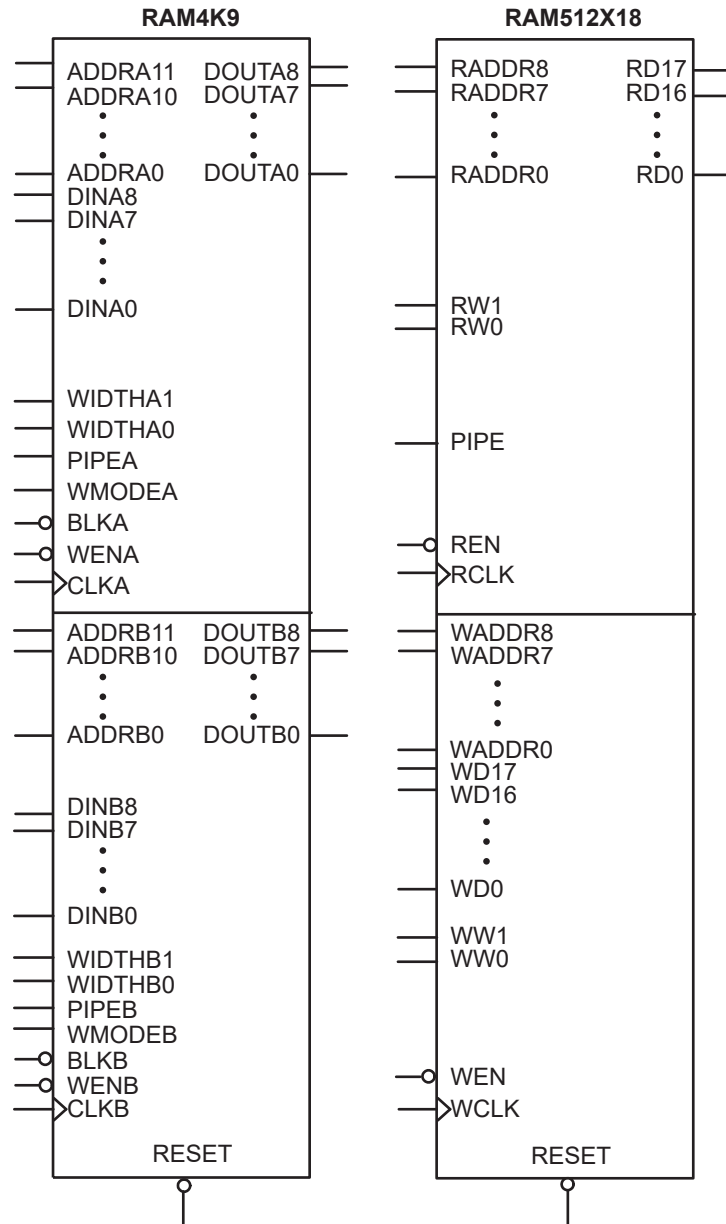 RAM4K9
ADDRA11 DOUTA8
ADDRA10 DOUTA7
ADDRA0 DOUTA0
DINA8
DINA7
DINA0
WIDTHA1
WIDTHA0
PIPEA
WMODEA
BLKA
WENA
CLKA
ADDRB11 DOUTB8
ADDRB10 DOUTB7
ADDRB0 DOUTB0
DINB8
DINB7
DINB0
WIDTHB1
WIDTHB0
PIPEB
WMODEB
BLKB
WENB
CLKB
RESET
RAM512X18
RADDR8 RD17
RADDR7 RD16
RADDR0 RD0
RW1
RW0
PIPE
REN
RCLK
WADDR8
WADDR7
WADDR0
WD17
WD16
WD0
WW1
WW0
WEN
WCLK
RESET